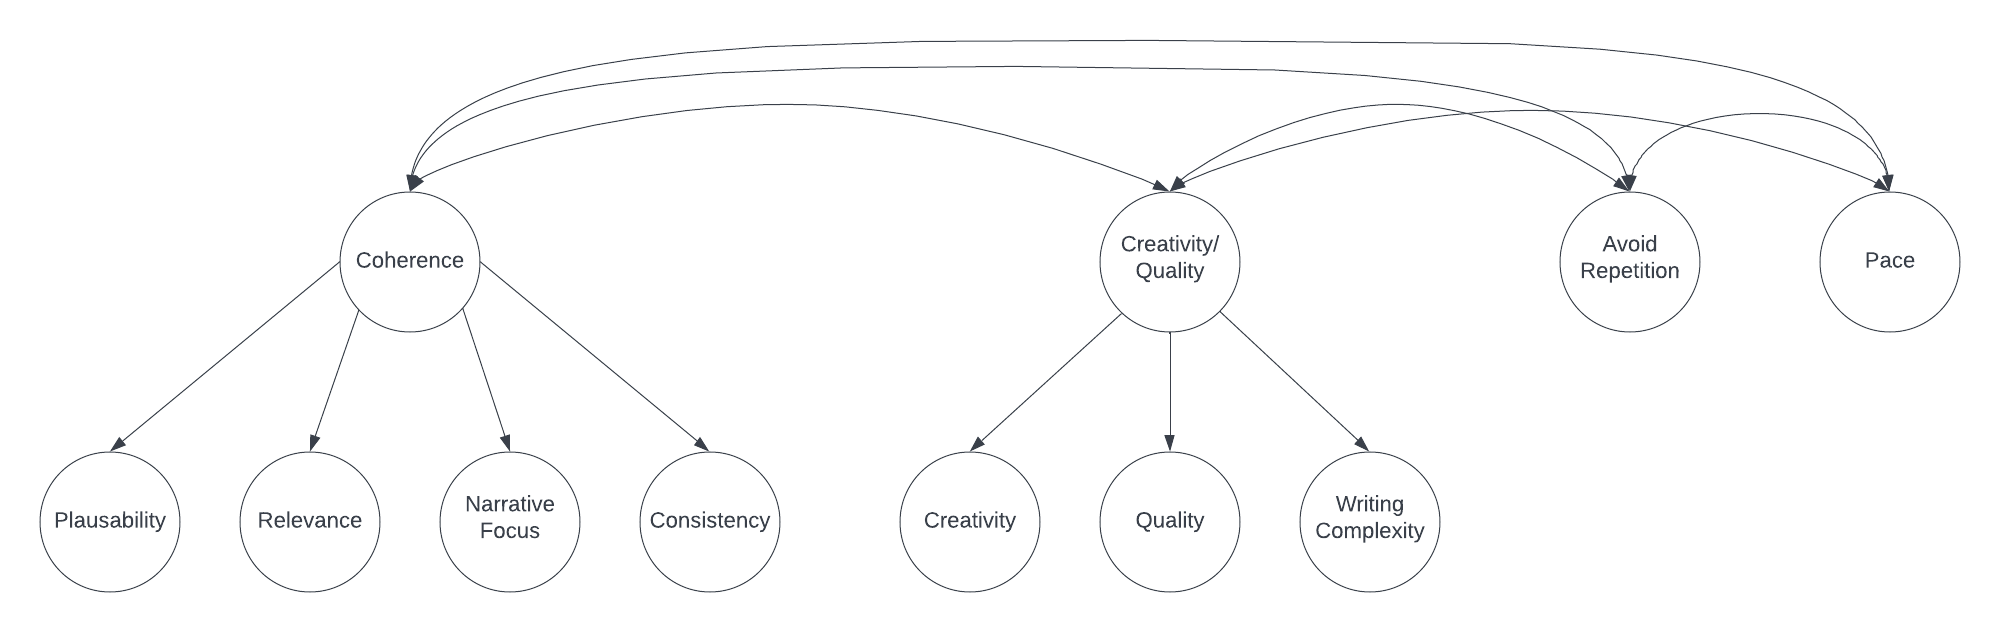 Coherence
Creativity/
Quality
Avoid
Repetition
Pace
Plausability
Relevance
Narrative
Focus
Consistency
Creativity
Quality
Writing
Complexity